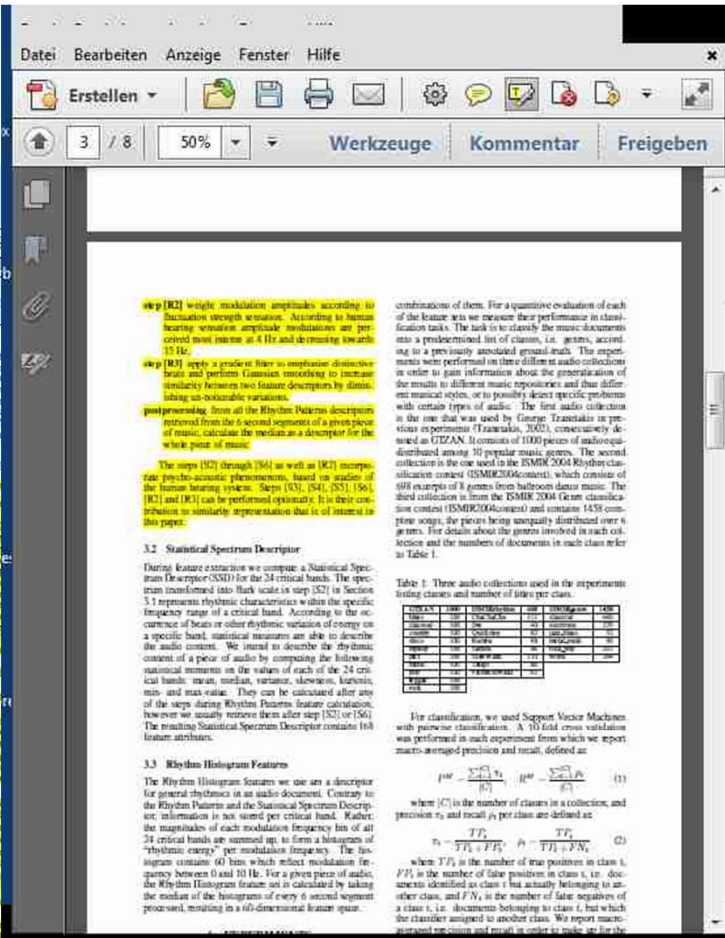 Datei Bearbeiten Anzeige Fenster Hilfe
Erstellen
3 / 8 50% Werkzeuge Kommentar Freigeben
step [R2] weight modulation amplitudes according to
fluctuation strength sensation. According to human
hearing sensation amplitude modulations are per-
ceived most intense at 4 Hz and decreasing towards
15 Hz.
step [R3] apply a gradient filter to emphasise distinctive
beats and perform Gaussian smoothing to increase
similarity between two feature descriptors by dimin-
ishing un-noticeable variations.
postprocessing from all the Rhythm Patterns descriptors
retrieved from the 6 second segments of a given piece
of music, calculate the median as a descriptor for the
whole piece of music.
The steps [S2] through [S6] as well as [R2] incorpo-
rate psycho-acoustic phenomenons, based on studies of
the human hearing system. Steps [S3], [S4], [S5], [S6],
[R2] and [R3] can be performed optionally. It is their con-
tribution to similarity representation that is of interest in
this paper.
3.2 Statistical Spectrum Descriptor
During feature extraction we compute a Statistical Spec-
trum Descriptor (SSD) for the 24 critical bands. The spec-
trum transformed into Bark scale in step [S2] in Section
3.1 represents rhythmic characteristics within the specific
frequency range of a critical band. According to the oc-
currence of beats or other rhythmic variation of energy on
a specific band, statistical measures are able to describe
the audio content. We intend to describe the rhythmic
content of a piece of audio by computing the following
statistical moments on the values of each of the 24 crit-
ical bands: mean, median, variance, skewness, kurtosis,
min- and max-value. They can be calculated after any
of the steps during Rhythm Patterns feature calculation,
however we usually retrieve them after step [S2] or [S6].
The resulting Statistical Spectrum Descriptor contains 168
feature attributes.
3.3 Rhythm Histogram Features
The Rhythm Histogram features we use are a descriptor
for general rhythmics in an audio document. Contrary to
the Rhythm Patterns and the Statistical Spectrum Descrip-
tor, information is not stored per critical band. Rather,
the magnitudes of each modulation frequency bin of all
24 critical bands are summed up, to form a histogram of
"rhythmic energy" per modulation frequency. The his-
togram contains 60 bins which reflect modulation fre-
quency between 0 and 10 Hz. For a given piece of audio,
the Rhythm Histogram feature set is calculated by taking
the median of the histograms of every 6 second segment
processed, resulting in a 60-dimensional feature space.
combinations of them. For a quantitive evaluation of each
of the feature sets we measure their performance in classi-
fication tasks. The task is to classify the music documents
into a predetermined list of classes, i.e. genres, accord-
ing to a previously annotated ground-truth. The experi-
ments were performed on three different audio collections
in order to gain information about the generalization of
the results to different music repositories and thus differ-
ent musical styles, or to possibly detect specific problems
with certain types of audio. The first audio collection
is the one that was used by George Tzanetakis in pre-
vious experiments (Tzanetakis, 2002), consecutively de-
noted as GTZAN. It consists of 1000 pieces of audio equi-
distributed among 10 popular music genres. The second
collection is the one used in the ISMIR 2004 Rhythm clas-
sification contest (ISMIRrhythm), which consists of
698 excerpts of 8 genres from ballroom dance music. The
third collection is from the ISMIR 2004 Genre classifica-
tion contest (ISMIRgenre) and contains 1458 com-
plete songs, the pieces being unequally distributed over 6
genres. For details about the genres involved in each col-
lection and the numbers of documents in each class refer
to Table 1.
Table 1: Three audio collections used in the experiments
listing classes and number of titles per class.
GTZAN 1000 ISMIRrhythm 698 ISMIRgenre 1458
For classification, we used Support Vector Machines
with pairwise classification. A 10-fold cross validation
was performed in each experiment from which we report
macro-averaged precision and recall, defined as:
(1)
where |C| is the number of classes in a collection, and
precision and recall per class are defined as:
(2)
where TP is the number of true positives in class i,
FP is the number of false positives in class i, i.e. doc-
uments identified as class i but actually belonging to an-
other class, and FN is the number of false negatives of
a class i, i.e. documents belonging to class i, but which
the classifier assigned to another class. We report macro-
averaged precision and recall in order to make up for the